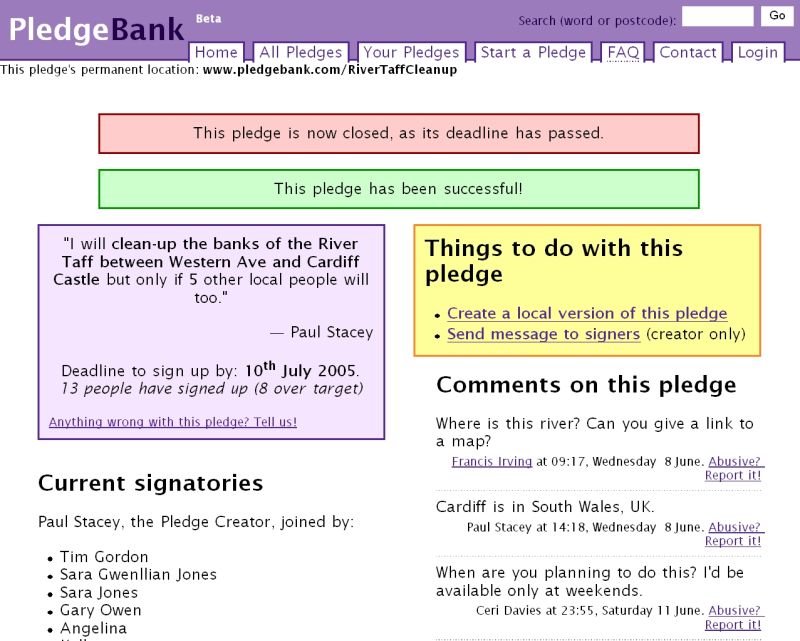 PledgeBank Beta
Search (word or postcode): Go
Home All Pledges Your Pledges Start a Pledge FAQ Contact Login
This pledge's permanent location: www.pledgebank.com/RiverTaffCleanup
This pledge is now closed, as its deadline has passed.
This pledge has been successful!
"I will clean-up the banks of the River
Taff between Western Ave and Cardiff
Castle but only if 5 other local people will
too."
— Paul Stacey
Deadline to sign up by: 10th July 2005.
13 people have signed up (8 over target)
Anything wrong with this pledge? Tell us!
Current signatories
Paul Stacey, the Pledge Creator, joined by:
• Tim Gordon
• Sara Gwenllian Jones
• Sara Jones
• Gary Owen
• Angelina
Things to do with this
pledge
• Create a local version of this pledge
• Send message to signers (creator only)
Comments on this pledge
Where is this river? Can you give a link to
a map?
Francis Irving at 09:17, Wednesday 8 June. Abusive?
Report it!
Cardiff is in South Wales, UK.
Paul Stacey at 14:18, Wednesday 8 June. Abusive?
Report it!
When are you planning to do this? I'd be
available only at weekends.
Ceri Davies at 23:55, Saturday 11 June. Abusive?
Report it!